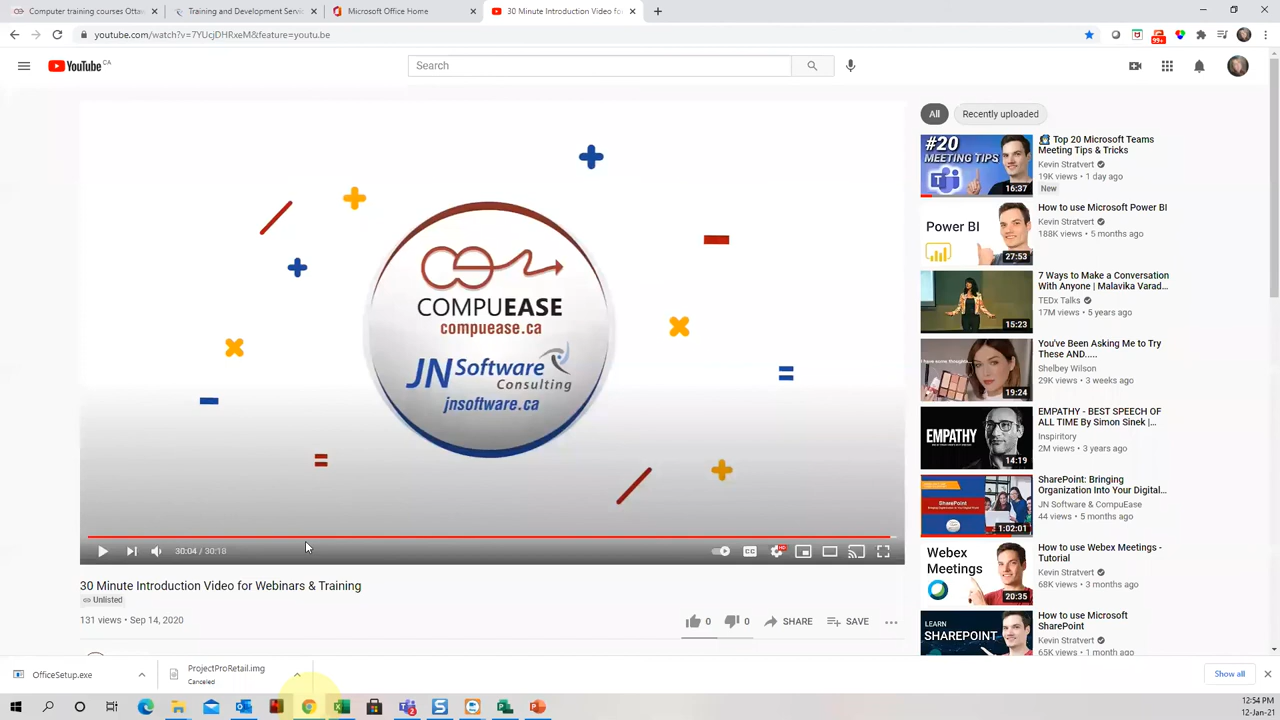 Computer training courses Ottaw
Training and Development Servic
Microsoft Office Home
30 Minute Introduction Video for
youtube.com/watch?v=7YUcjDHRxeM&feature=youtu.be
99+
YouTube CA
Search
COMPUEASE
compuease.ca
JN Software
Consulting
jnsoftware.ca
30:04 / 30:18
CC
HD
30 Minute Introduction Video for Webinars & Training
Unlisted
131 views • Sep 14, 2020
0
0
SHARE
SAVE
All
Recently uploaded
#20
MEETING TIPS
16:37
Top 20 Microsoft Teams
Meeting Tips & Tricks
Kevin Stratvert
19K views • 1 day ago
New
Power BI
27:53
How to use Microsoft Power BI
Kevin Stratvert
188K views • 5 months ago
15:23
7 Ways to Make a Conversation
With Anyone | Malavika Varad...
TEDx Talks
17M views • 5 years ago
have some thoughts
19:24
You've Been Asking Me to Try
These AND.....
Shelbey Wilson
29K views • 3 weeks ago
EMPATHY
14:19
EMPATHY - BEST SPEECH OF
ALL TIME By Simon Sinek |...
Inspiritory
2M views • 3 years ago
SharePoint
1:02:01
SharePoint: Bringing
Organization Into Your Digital...
JN Software & CompuEase
44 views • 5 months ago
Webex
Meetings
20:35
How to use Webex Meetings -
Tutorial
Kevin Stratvert
68K views • 3 months ago
LEARN
SHAREPOINT
How to use Microsoft
SharePoint
Kevin Stratvert
65K views • 1 month ago
OfficeSetup.exe
ProjectProRetail.img
Canceled
Show all
12:54 PM
12-Jan-21